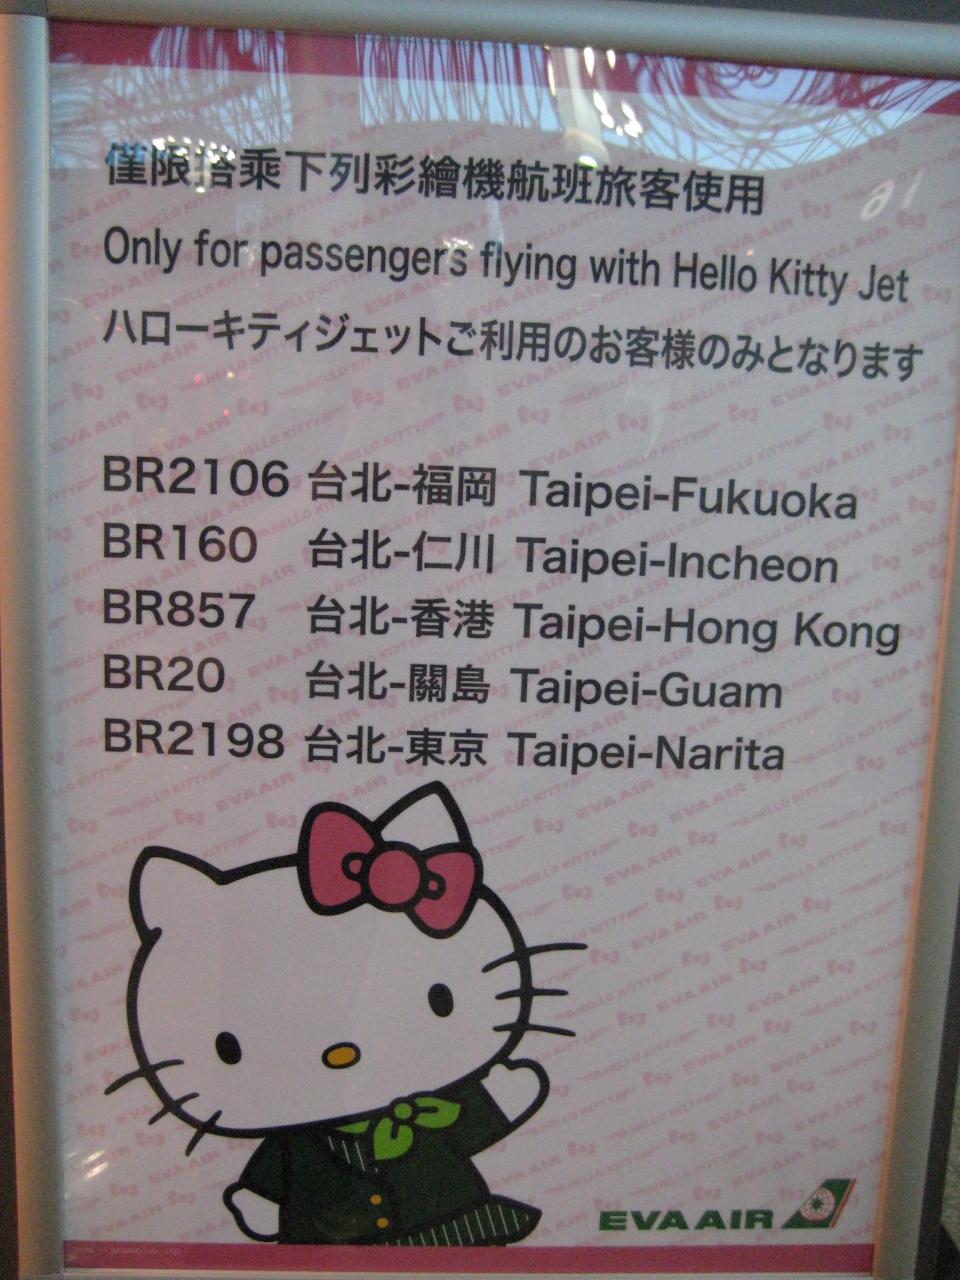 僅限搭乘下列彩繪機航班旅客使用
Only for passengers flying with Hello Kitty Jet
ハローキティジェットご利用のお客様のみとなります
BR2106 台北-福岡 Taipei-Fukuoka
BR160 台北-仁川 Taipei-Incheon
BR857 台北-香港 Taipei-Hong Kong
BR20 台北-關島 Taipei-Guam
BR2198 台北-東京 Taipei-Narita
EVA AIR